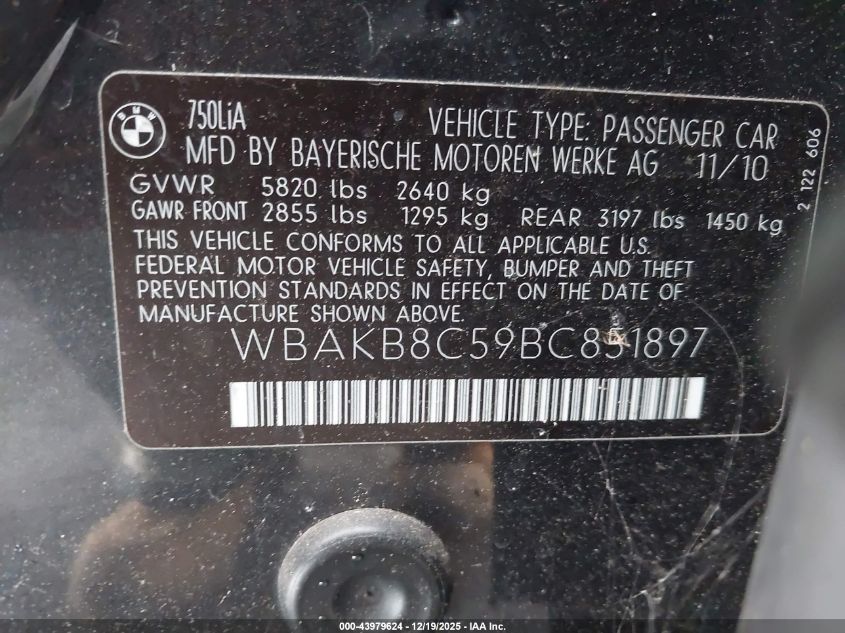 BMW
750LiA VEHICLE TYPE: PASSENGER CAR
MFD BY BAYERISCHE MOTOREN WERKE AG 11/10
GVWR 5820 lbs 2640 kg
GAWR FRONT 2855 lbs 1295 kg REAR 3197 lbs 1450 kg
THIS VEHICLE CONFORMS TO ALL APPLICABLE U.S.
FEDERAL MOTOR VEHICLE SAFETY, BUMPER AND THEFT
PREVENTION STANDARDS IN EFFECT ON THE DATE OF
MANUFACTURE SHOWN ABOVE.
WBAKB8C59BC851897
2 122 606
000-43979624 - 12/19/2025 - IAA Inc.